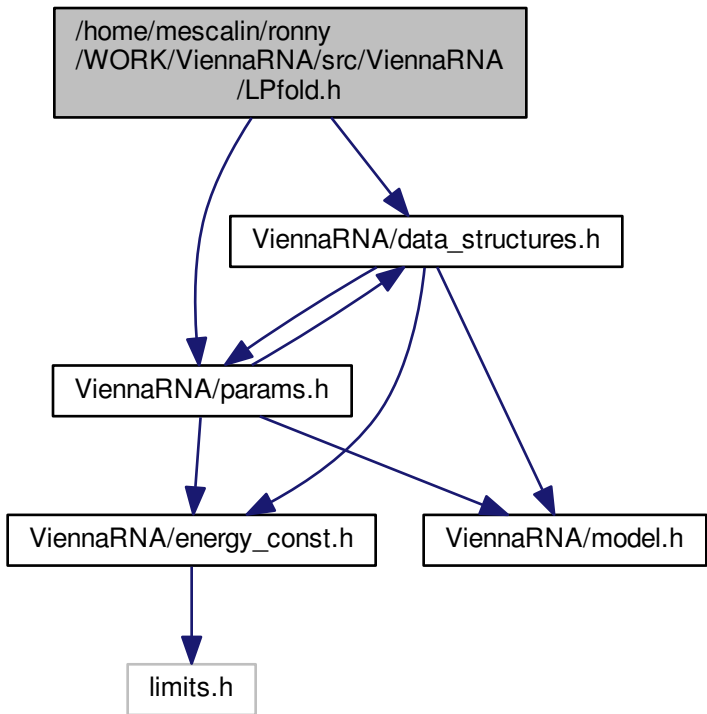 /home/mescalin/ronny
/WORK/ViennaRNA/src/ViennaRNA
/LPfold.h
ViennaRNA/data_structures.h
ViennaRNA/params.h
ViennaRNA/energy_const.h
ViennaRNA/model.h
limits.h